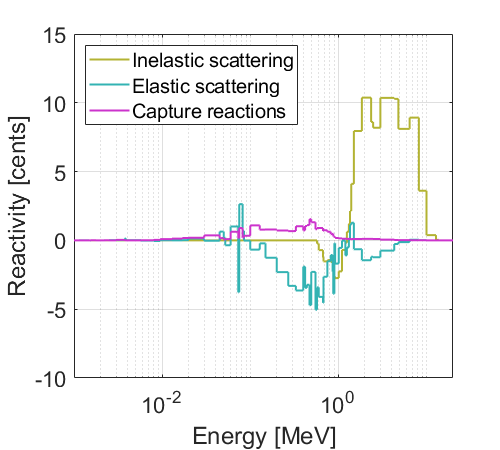 15
10
5
0
-5
-10
Reactivity [cents]
Inelastic scattering
Elastic scattering
Capture reactions
10^-2
10^0
Energy [MeV]